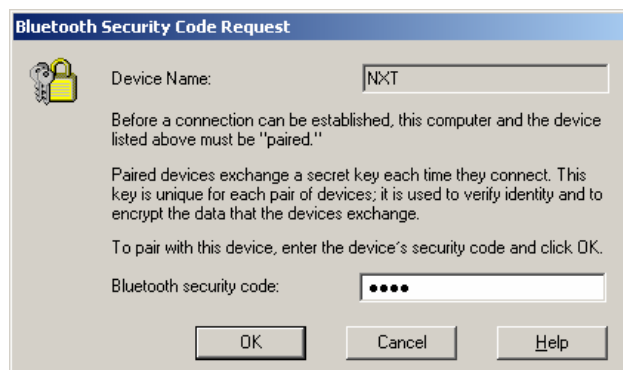 Bluetooth Security Code Request
Device Name: NXT
Before a connection can be established, this computer and the device
listed above must be "paired."
Paired devices exchange a secret key each time they connect. This
key is unique for each pair of devices; it is used to verify identity and to
encrypt the data that the devices exchange.
To pair with this device, enter the device´s security code and click OK.
Bluetooth security code: ●●●●
OK Cancel Help